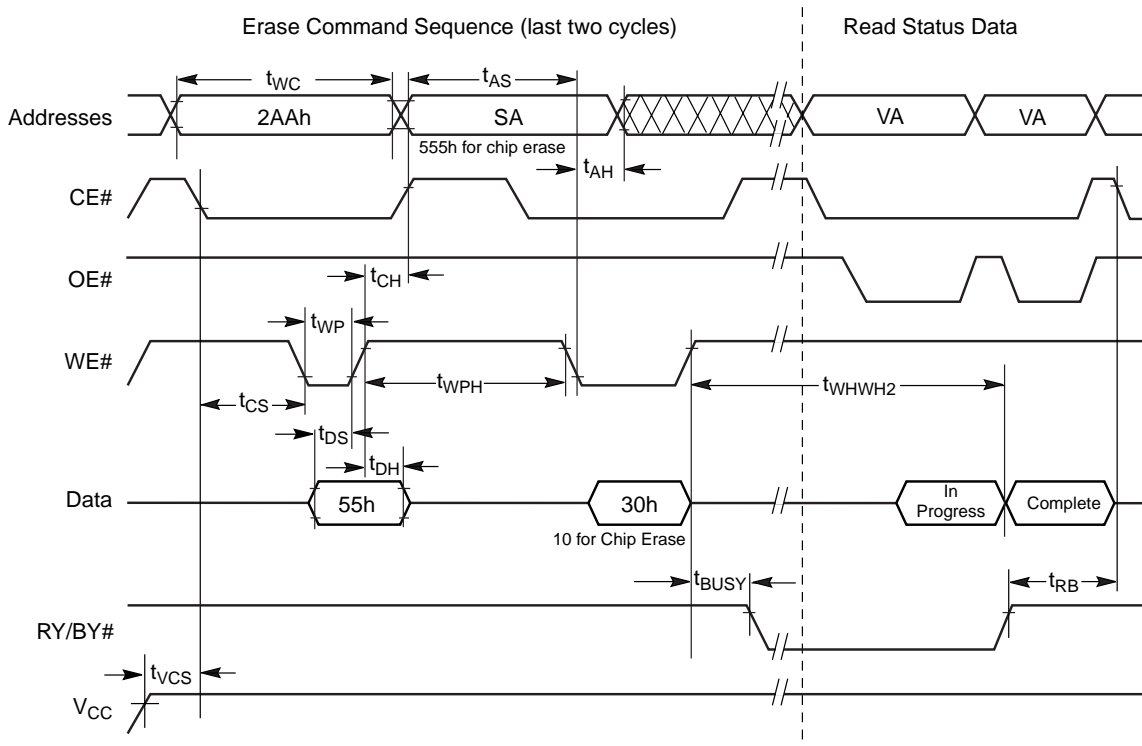 Erase Command Sequence (last two cycles)
Read Status Data
tWC
tAS
Addresses
2AAh
SA
VA
VA
555h for chip erase
tAH
CE#
tCH
OE#
tWP
WE#
tWPH
tWHWH2
tCS
tDS
tDH
Data
55h
30h
In
Progress
Complete
10 for Chip Erase
tBUSY
tRB
RY/BY#
tVCS
VCC